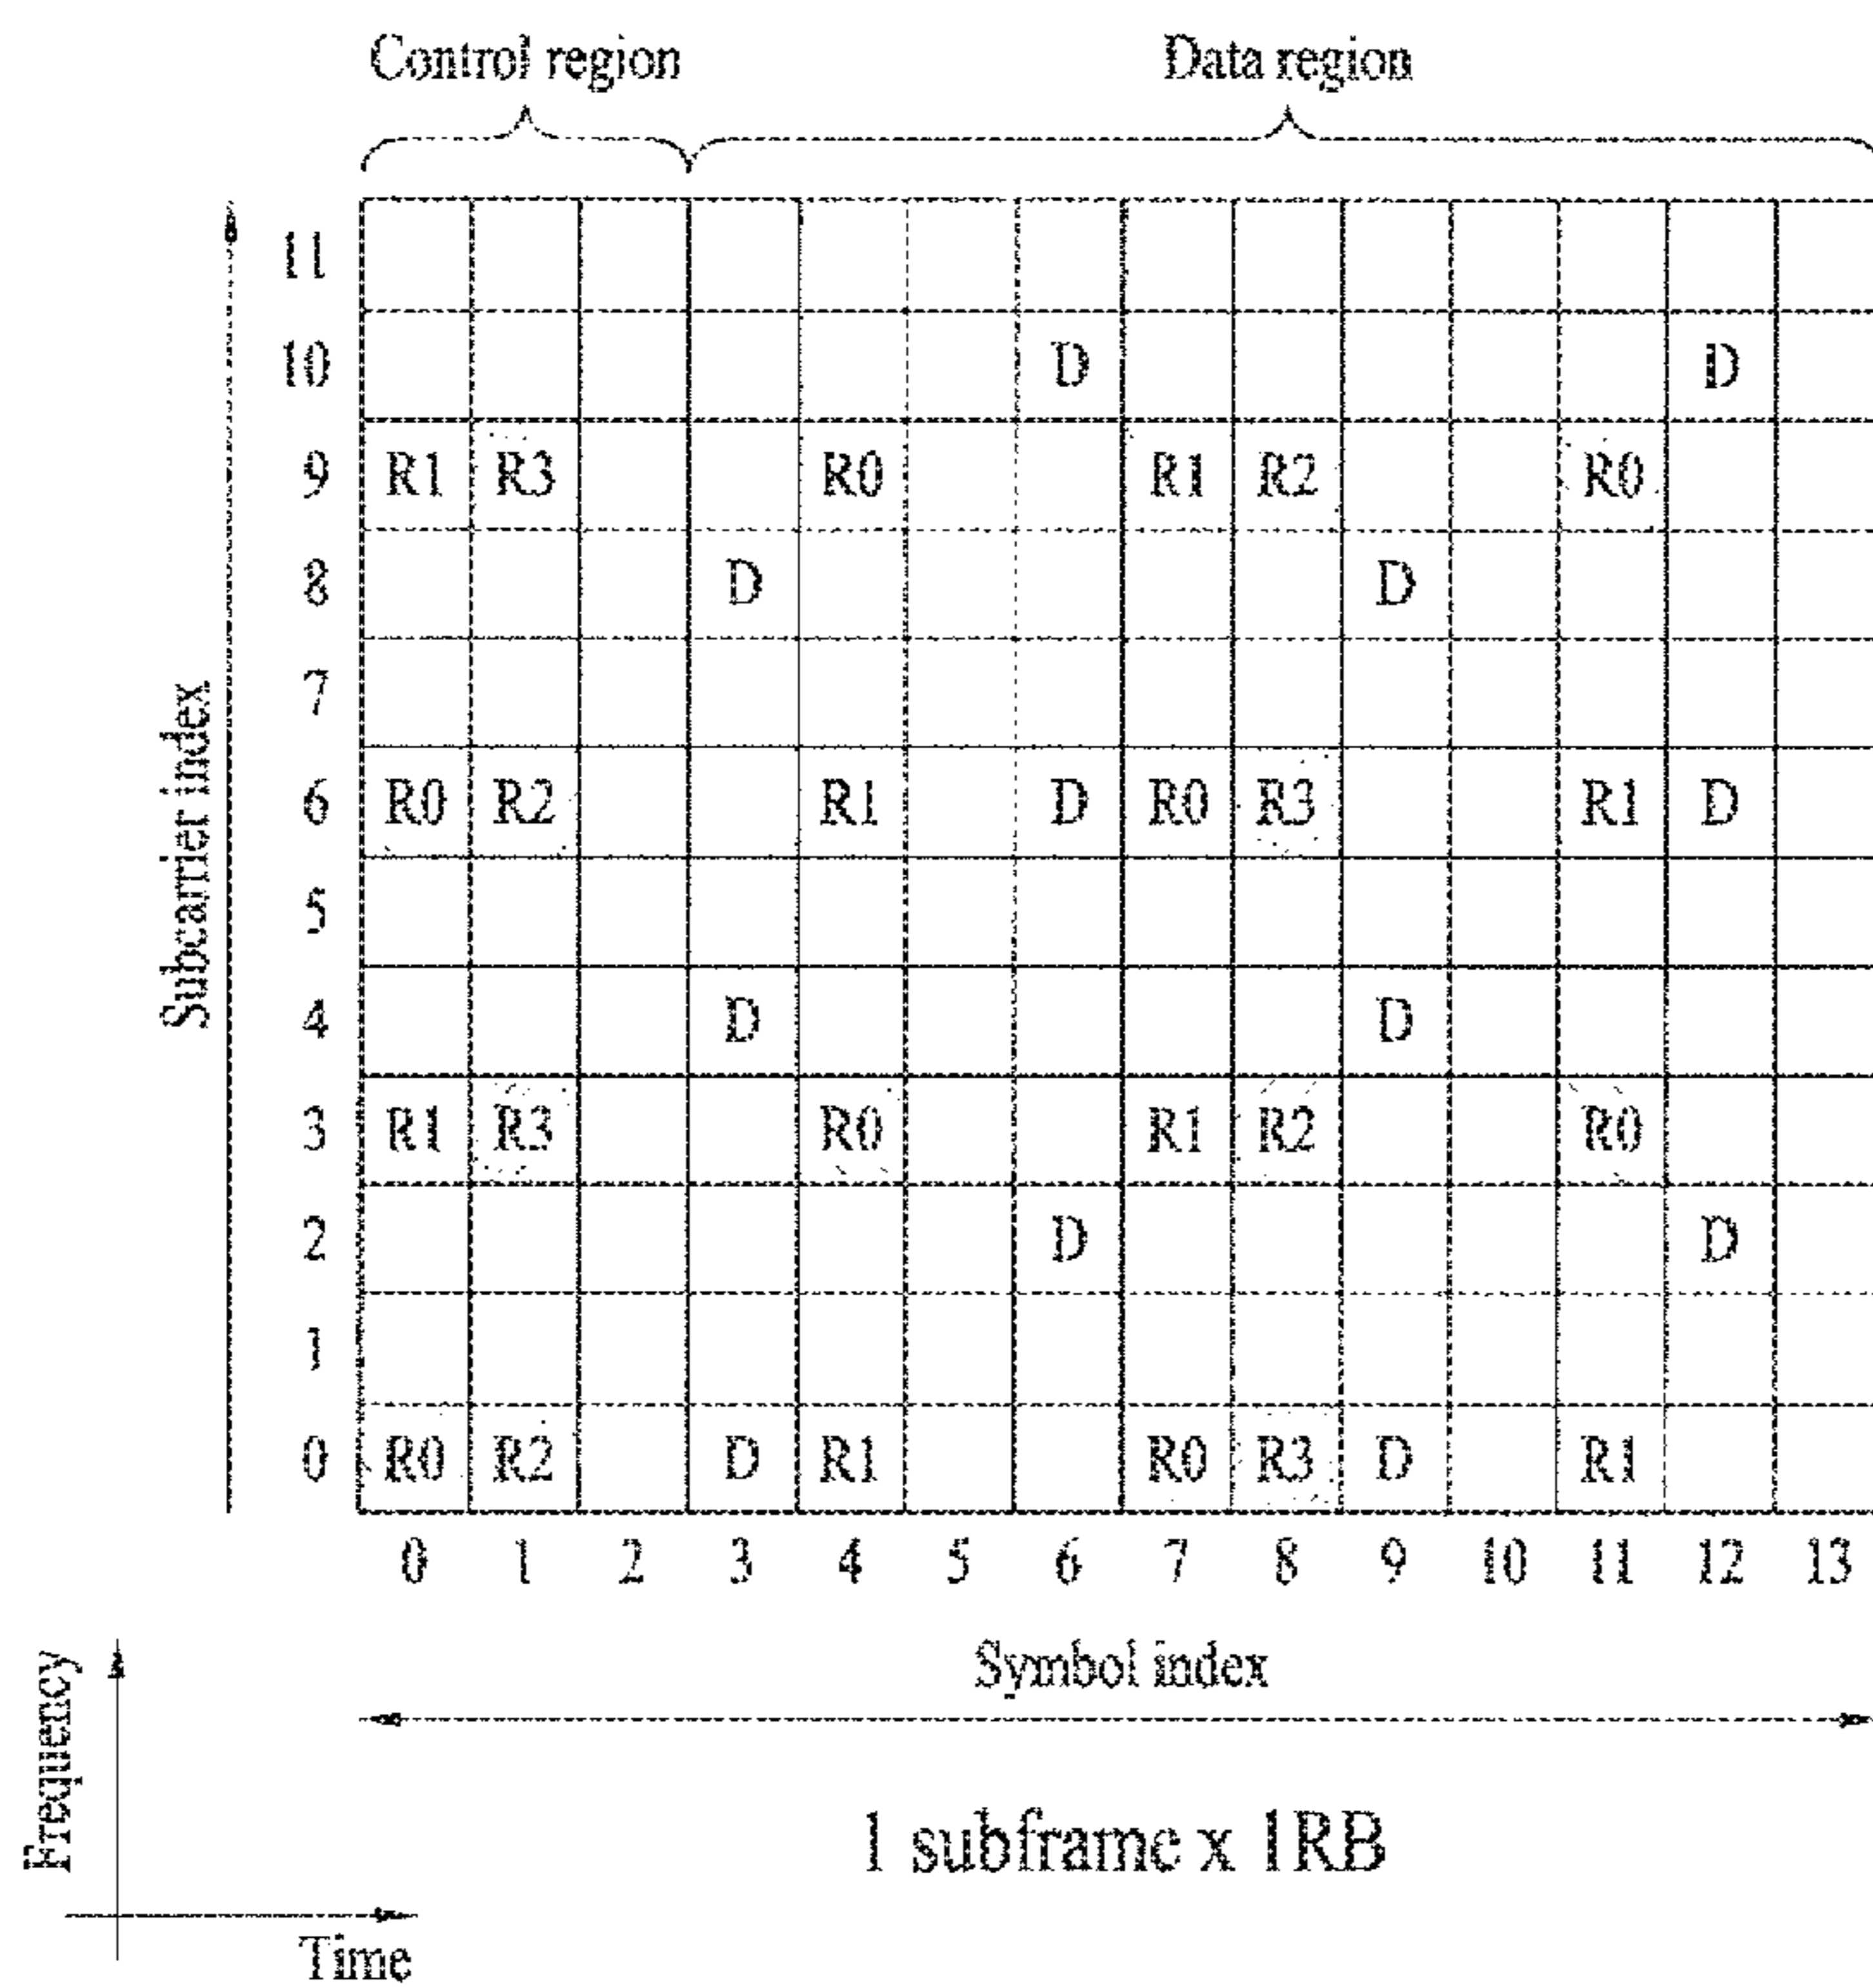 Control region Data region
Subcarrier index
11
10 D D
9 R1 R3 R0 R1 R2 R0
8 D D
7
6 R0 R2 R1 D R0 R3 R1 D
5
4 D D
3 R1 R3 R0 R1 R2 R0
2 D D
1
0 R0 R2 D R1 R0 R3 D R1
0 1 2 3 4 5 6 7 8 9 10 11 12 13
Symbol index
Frequency
1 subframe x 1RB
Time